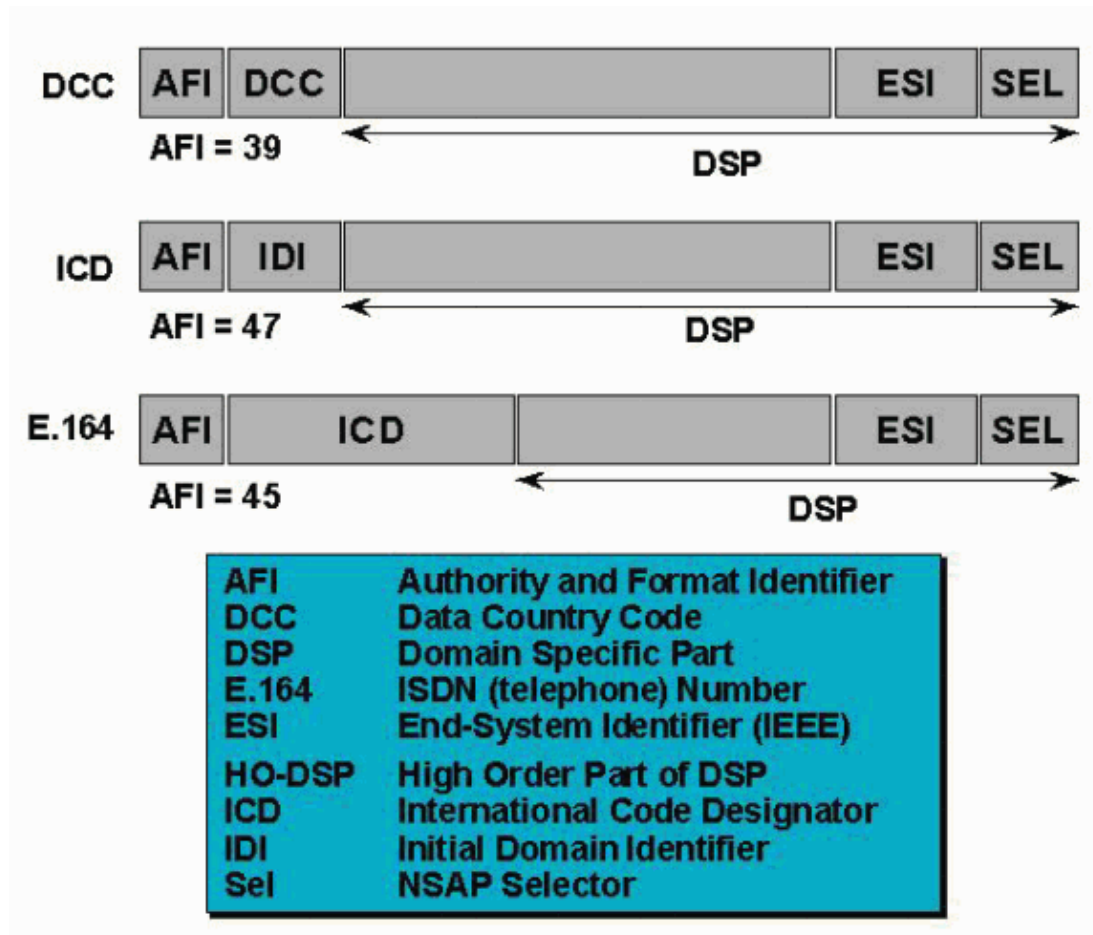 DCC AFI DCC ESI SEL
AFI = 39 DSP
ICD AFI IDI ESI SEL
AFI = 47 DSP
E.164 AFI ICD ESI SEL
AFI = 45 DSP
AFI Authority and Format Identifier
DCC Data Country Code
DSP Domain Specific Part
E.164 ISDN (telephone) Number
ESI End-System Identifier (IEEE)
HO-DSP High Order Part of DSP
ICD International Code Designator
IDI Initial Domain Identifier
Sel NSAP Selector